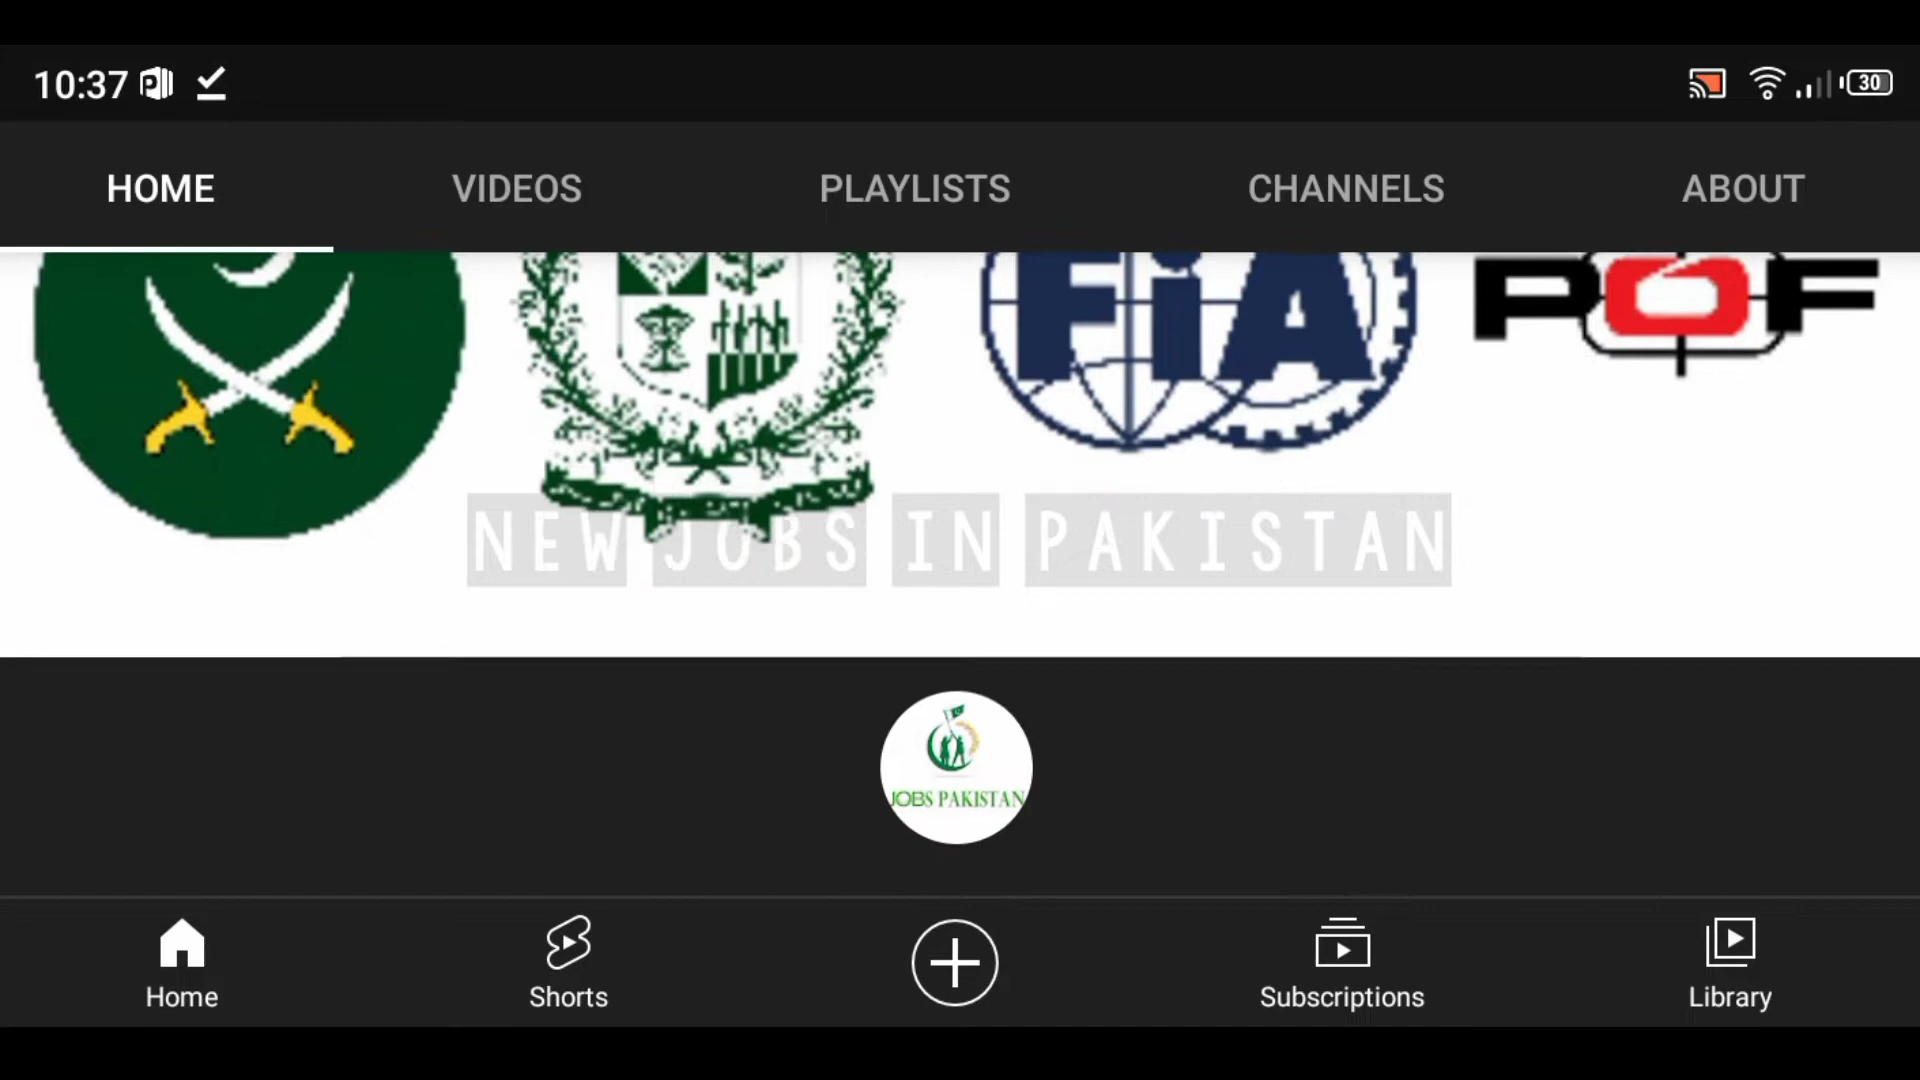 10:37
30
HOME VIDEOS PLAYLISTS CHANNELS ABOUT
FiA
POF
NEW JOBS IN PAKISTAN
JOBS PAKISTAN
Home Shorts Subscriptions Library